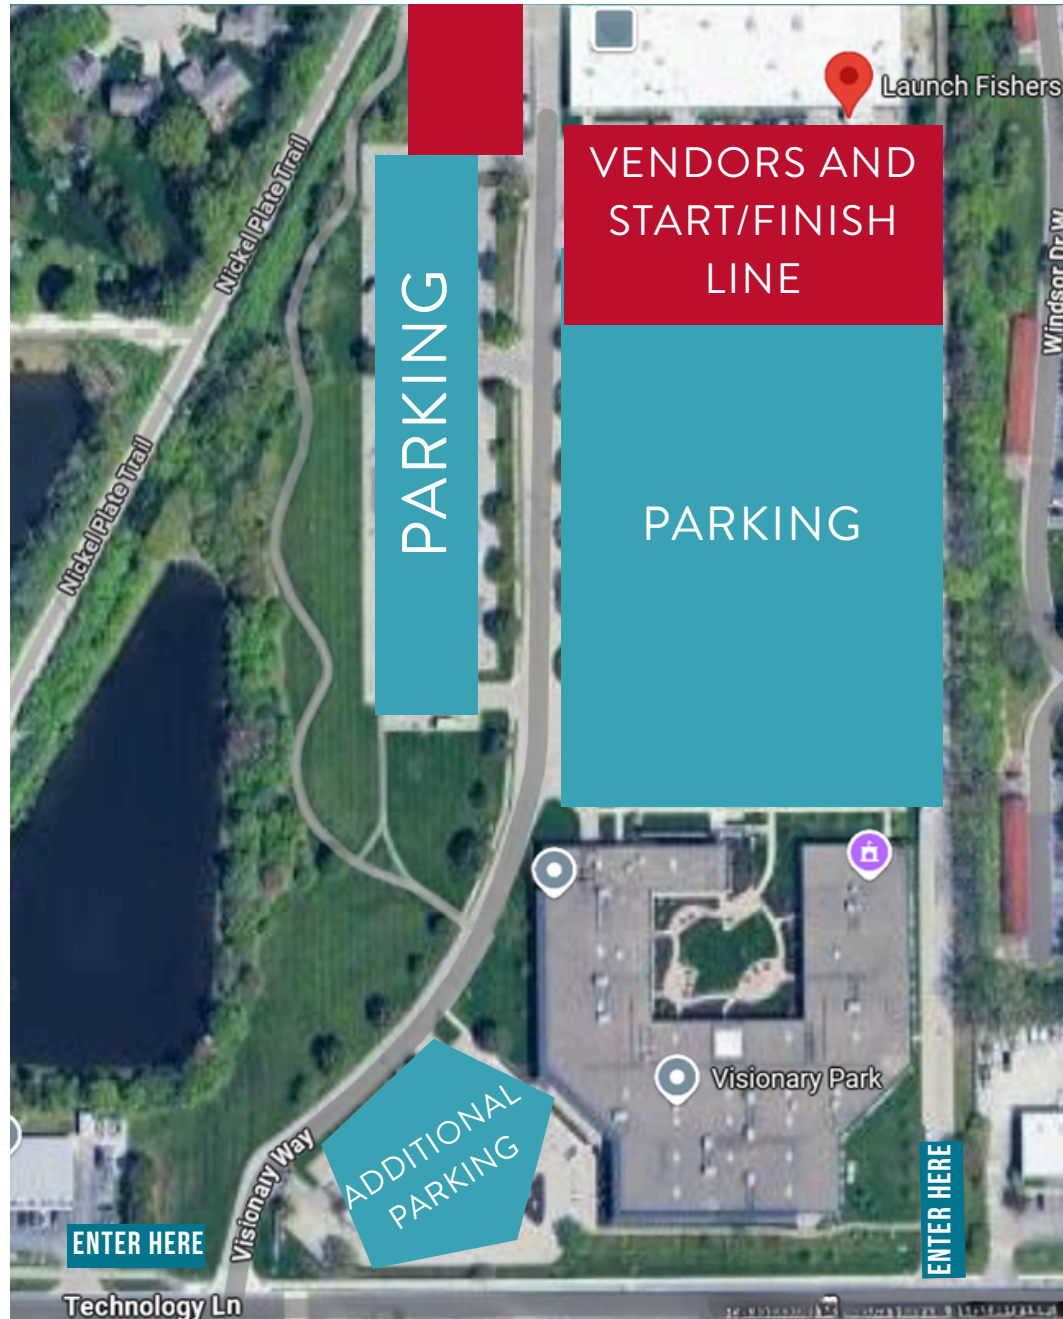 Launch Fishers
VENDORS AND
START/FINISH
LINE
Nickel Plate Trail
Windsor Dr W
PARKING
PARKING
Nickel Plate Trail
Visionary Park
ADDITIONAL
PARKING
Visionary Way
ENTER HERE
ENTER HERE
Technology Ln